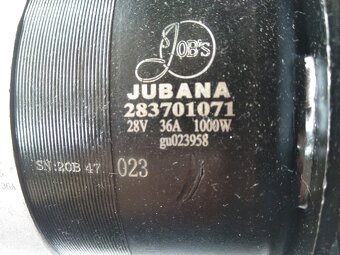 JOB'S
JUBANA
283701071
28V 36A 1000W
gu023958
SN:20B 47 023